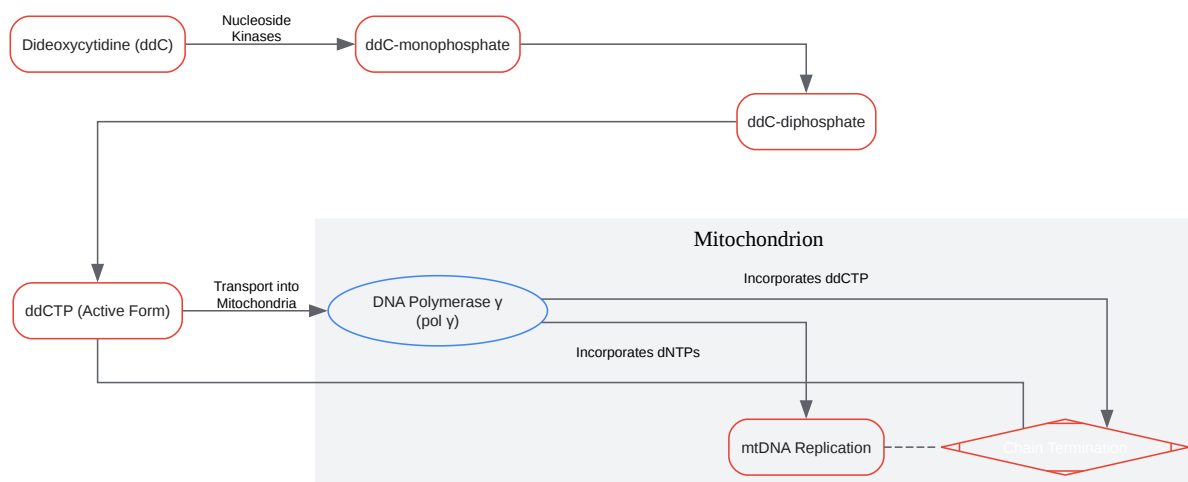 Nucleoside
Kinases
Dideoxycytidine (ddC)
ddC-monophosphate
ddC-diphosphate
Mitochondrion
Incorporates ddCTP
Transport into
Mitochondria
ddCTP (Active Form)
DNA Polymerase γ
(pol γ)
Incorporates dNTPs
mtDNA Replication
Chain Termination